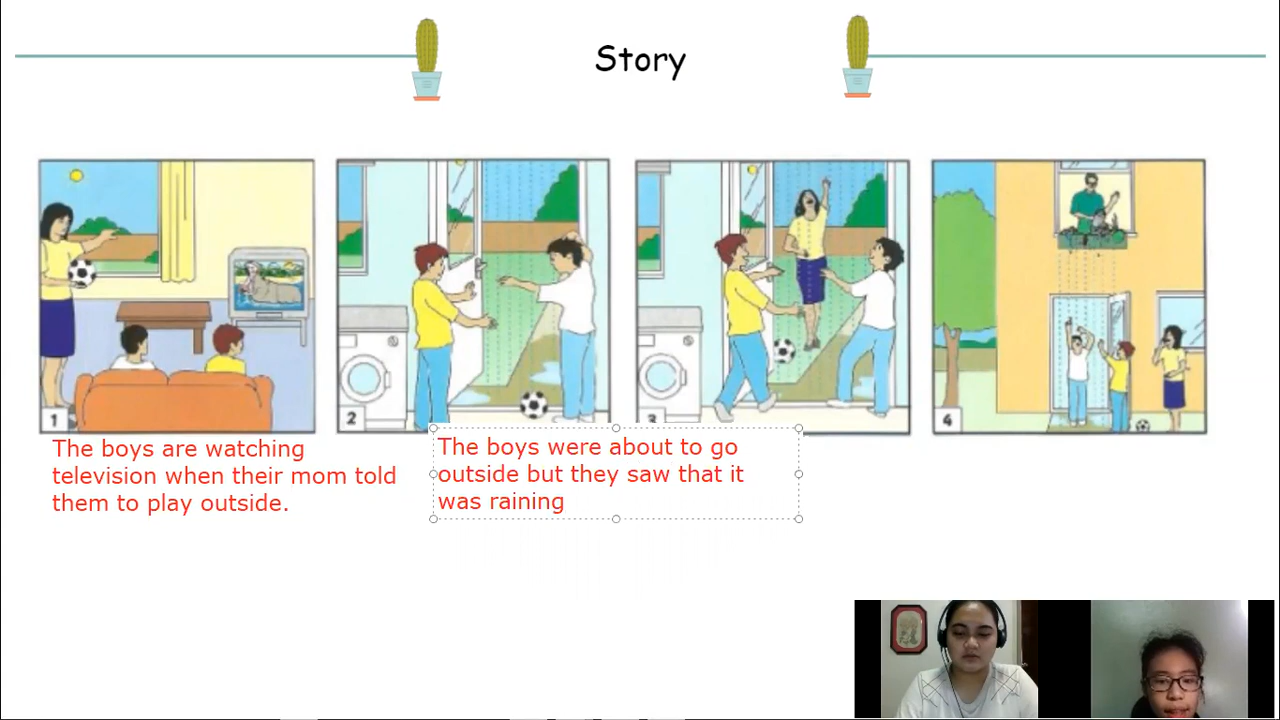 Story
1
2
3
4
The boys are watching
television when their mom told
them to play outside.
The boys were about to go
outside but they saw that it
was raining